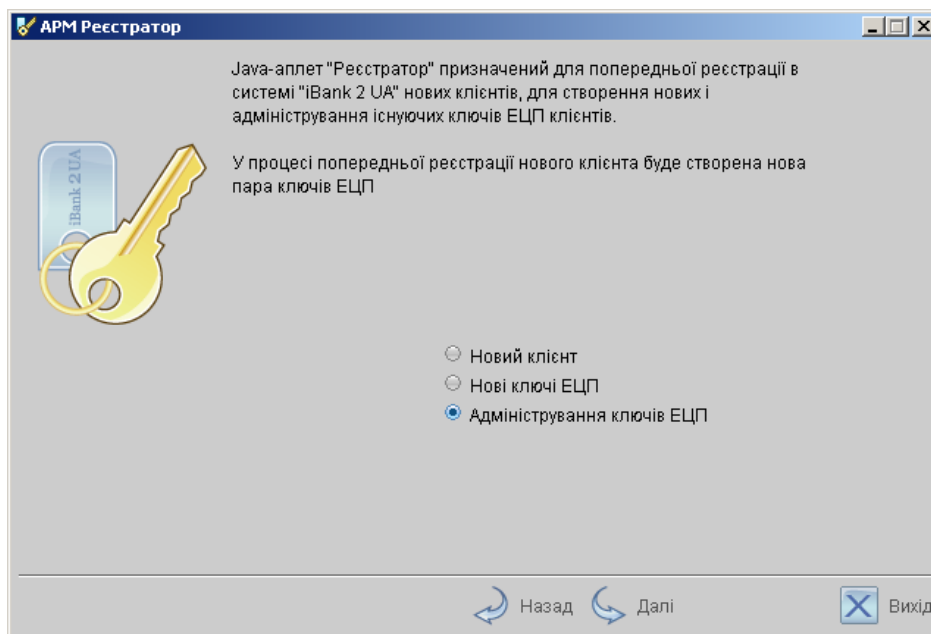 АРМ Реєстратор
Java-аплет "Реєстратор" призначений для попередньої реєстрації в
системі "iBank 2 UA" нових клієнтів, для створення нових і
адміністрування існуючих ключів ЕЦП клієнтів.
У процесі попередньої реєстрації нового клієнта буде створена нова
пара ключів ЕЦП
iBank 2 UA
Новий клієнт
Нові ключі ЕЦП
Адміністрування ключів ЕЦП
Назад Далі Вихід